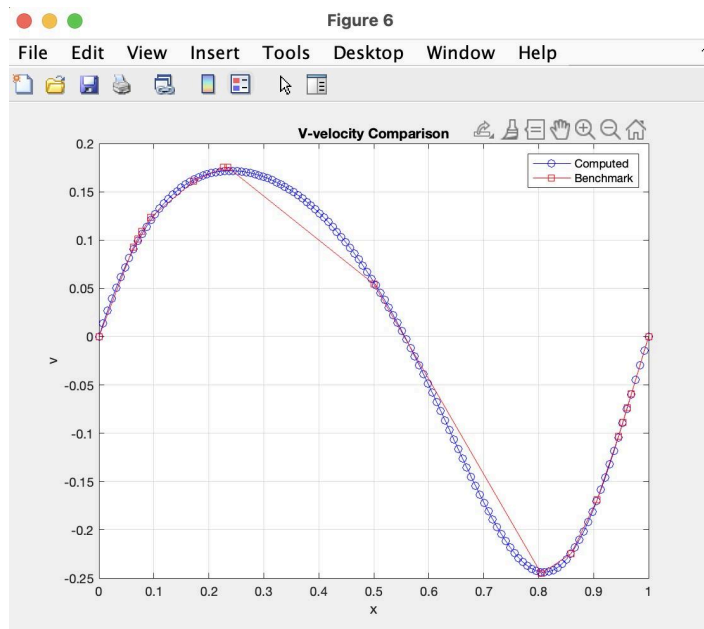 Figure 6
File Edit View Insert Tools Desktop Window Help
V-velocity Comparison
Computed
Benchmark
0.2
0.15
0.1
0.05
0
-0.05
-0.1
-0.15
-0.2
-0.25
v
0 0.1 0.2 0.3 0.4 0.5 0.6 0.7 0.8 0.9 1
x